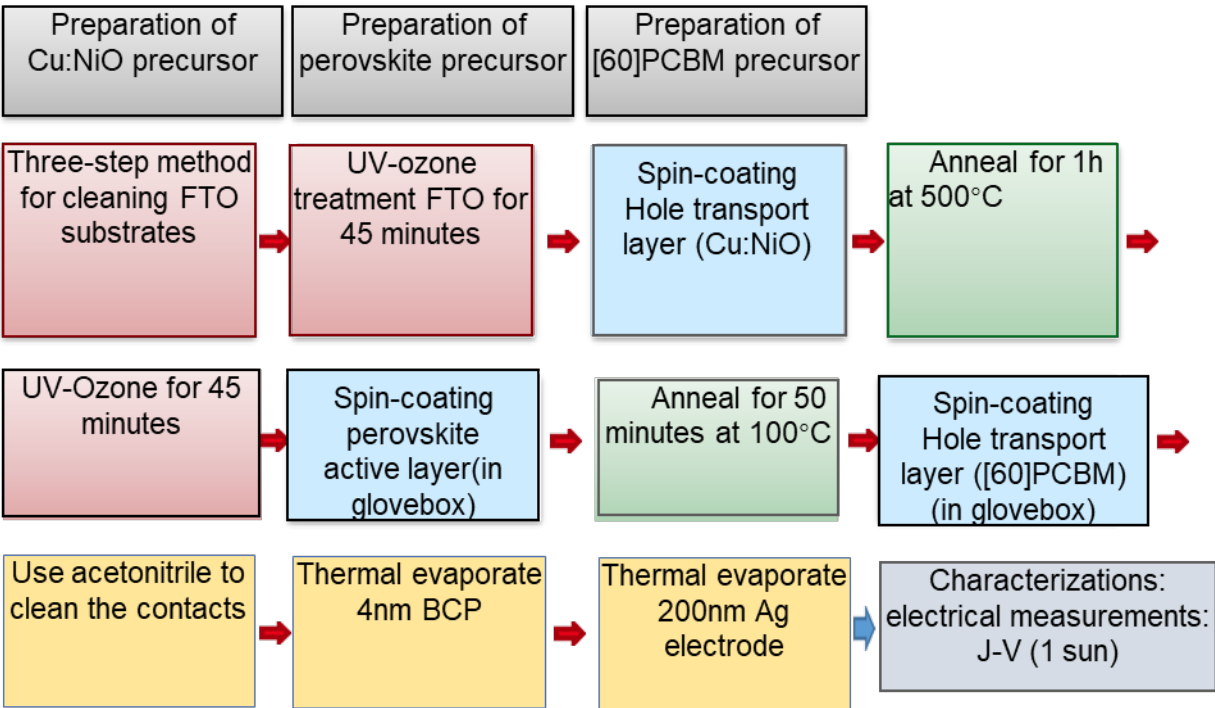 Preparation of
Cu:NiO precursor
Preparation of
perovskite precursor
Preparation of
[60]PCBM precursor
Three-step method
for cleaning FTO
substrates
UV-ozone
treatment FTO for
45 minutes
Spin-coating
Hole transport
layer (Cu:NiO)
Anneal for 1h
at 500°C
UV-Ozone for 45
minutes
Spin-coating
perovskite
active layer(in
glovebox)
Anneal for 50
minutes at 100°C
Spin-coating
Hole transport
layer ([60]PCBM)
(in glovebox)
Use acetonitrile to
clean the contacts
Thermal evaporate
4nm BCP
Thermal evaporate
200nm Ag
electrode
Characterizations:
electrical measurements:
J-V (1 sun)